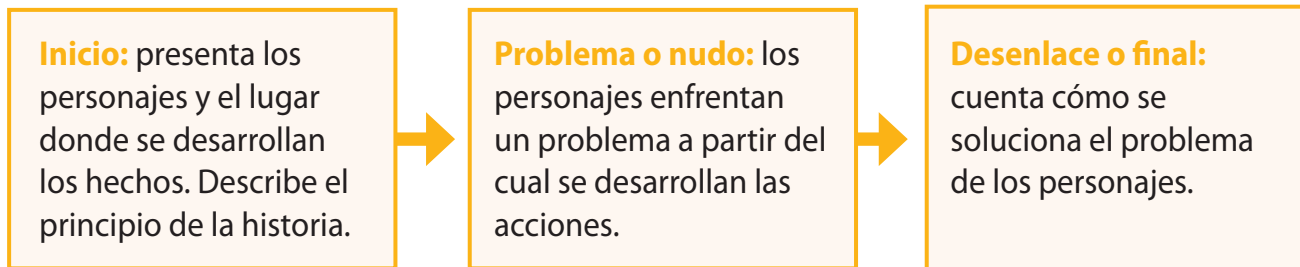 Inicio: presenta los
personajes y el lugar
donde se desarrollan
los hechos. Describe el
principio de la historia.
Problema o nudo: los
personajes enfrentan
un problema a partir del
cual se desarrollan las
acciones.
Desenlace o final:
cuenta cómo se
soluciona el problema
de los personajes.